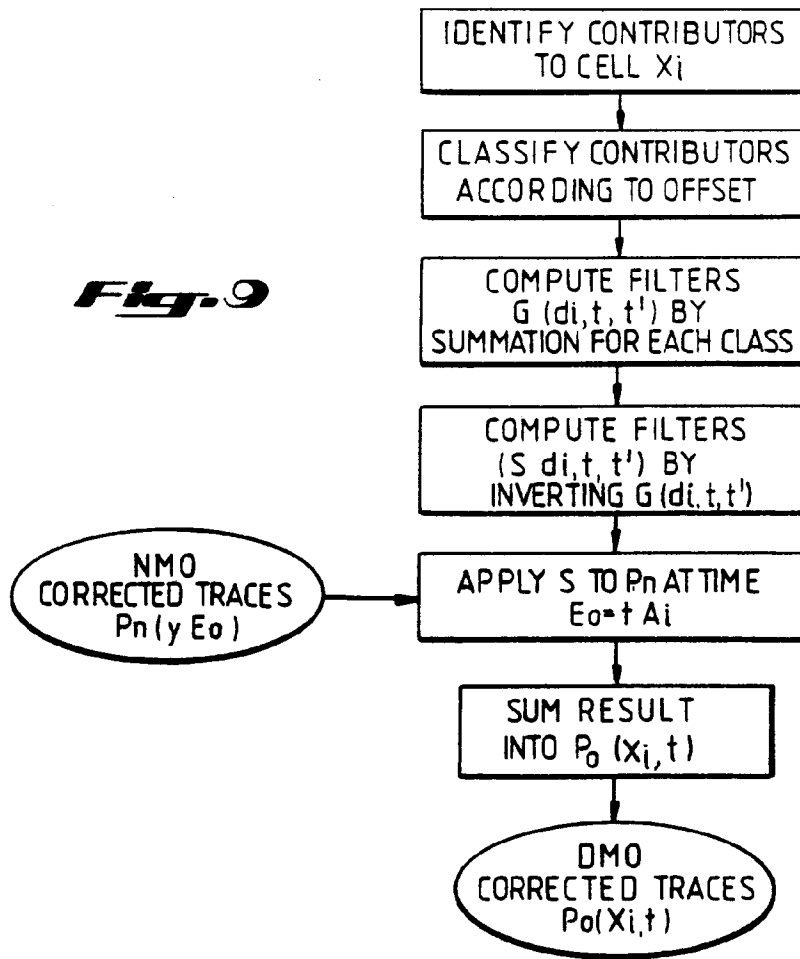 IDENTIFY CONTRIBUTORS
TO CELL Xi
CLASSIFY CONTRIBUTORS
ACCORDING TO OFFSET
Fig.9
COMPUTE FILTERS
G (di,t, t') BY
SUMMATION FOR EACH CLASS
COMPUTE FILTERS
(S di,t, t') BY
INVERTING G(di,t,t')
NMO
CORRECTED TRACES
Pn(y Eo)
APPLY S TO Pn AT TIME
Eo=t Ai
SUM RESULT
INTO Po (Xi,t)
DMO
CORRECTED TRACES
Po(Xi,t)